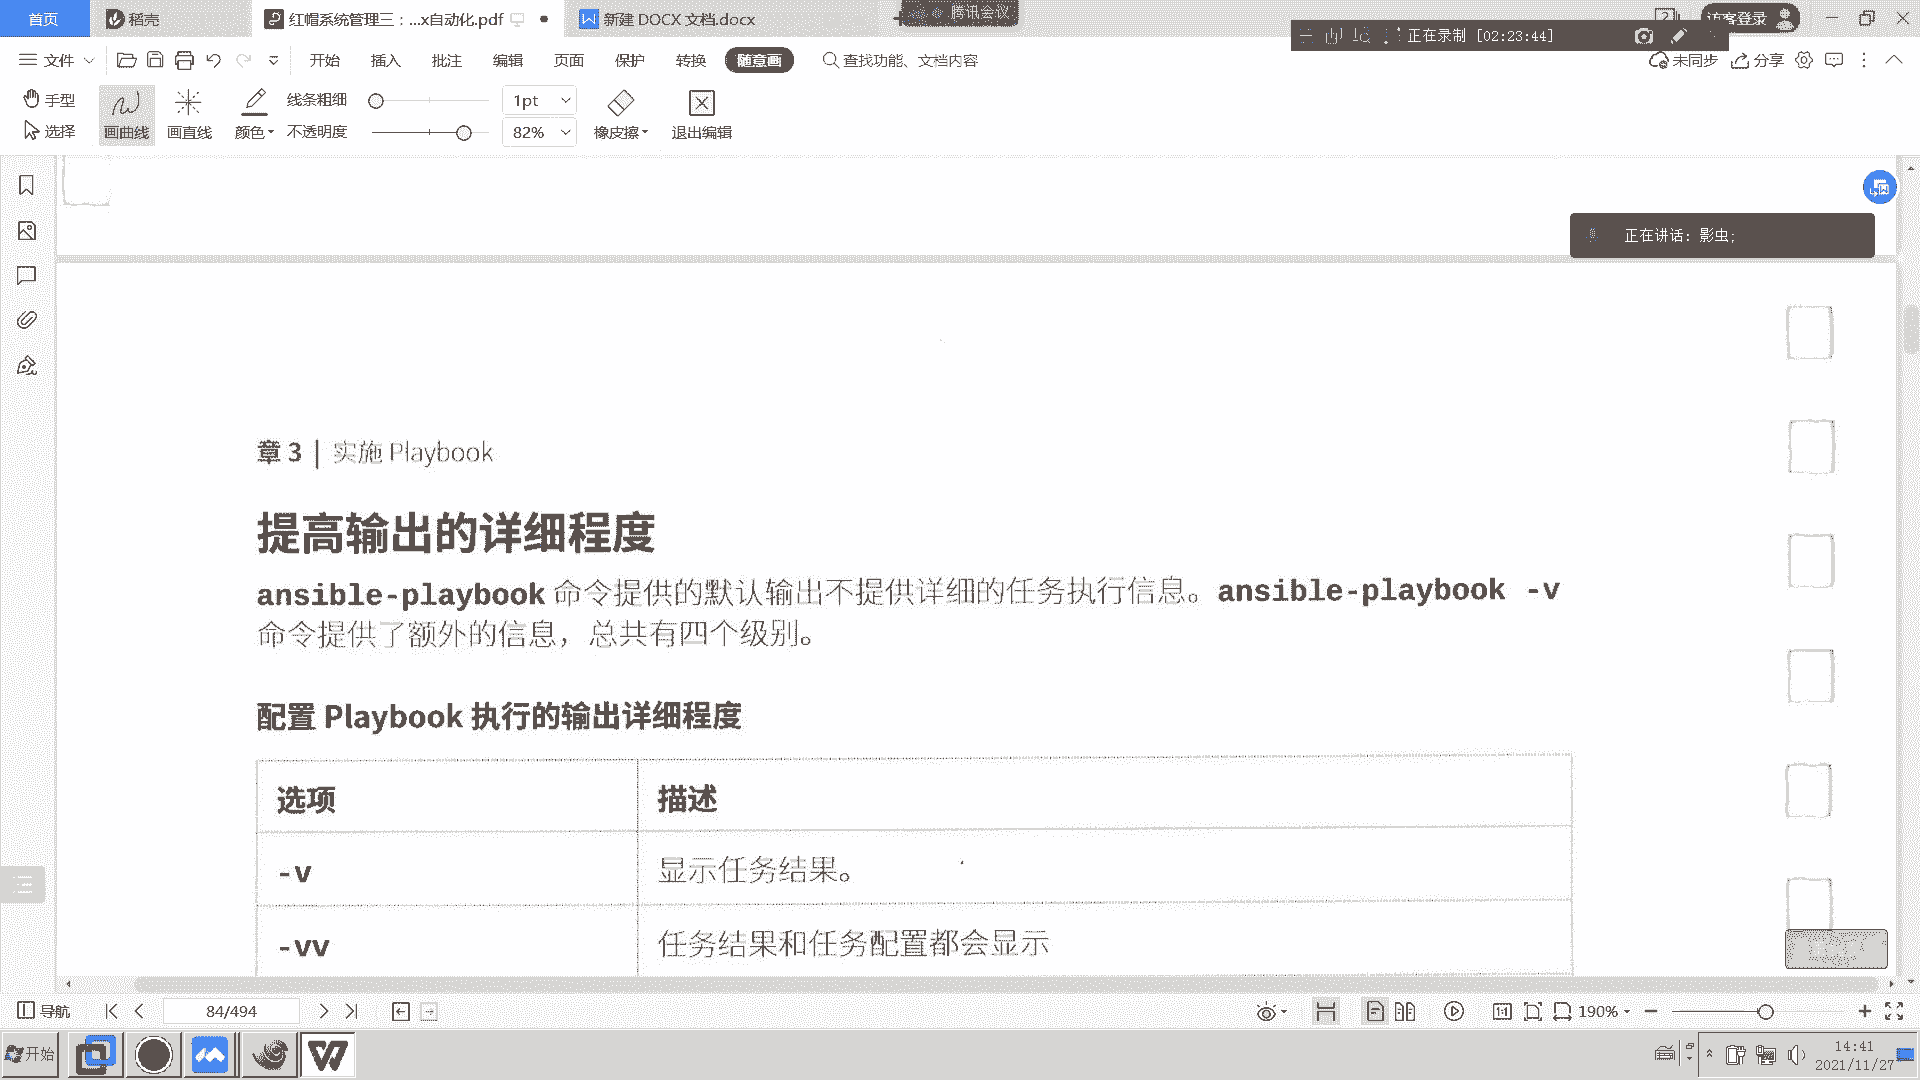 首页
稻壳
红帽系统管理三：...x自动化.pdf
新建 DOCX 文档.docx
腾讯会议
访客登录
正在录制 [02:23:44]
文件
开始
插入
批注
编辑
页面
保护
转换
随意画
查找功能、文档内容
未同步
分享
手型
选择
画曲线
画直线
颜色
线条粗细
1pt
不透明度
82%
橡皮擦
退出编辑
正在讲话：影虫;
章 3 | 实施 Playbook
提高输出的详细程度
ansible-playbook 命令提供的默认输出不提供详细的任务执行信息。ansible-playbook -v
命令提供了额外的信息，总共有四个级别。
配置 Playbook 执行的输出详细程度
选项 描述
-v 显示任务结果。
-vv 任务结果和任务配置都会显示
导航
84/494
190%
开始
14:41
2021/11/27